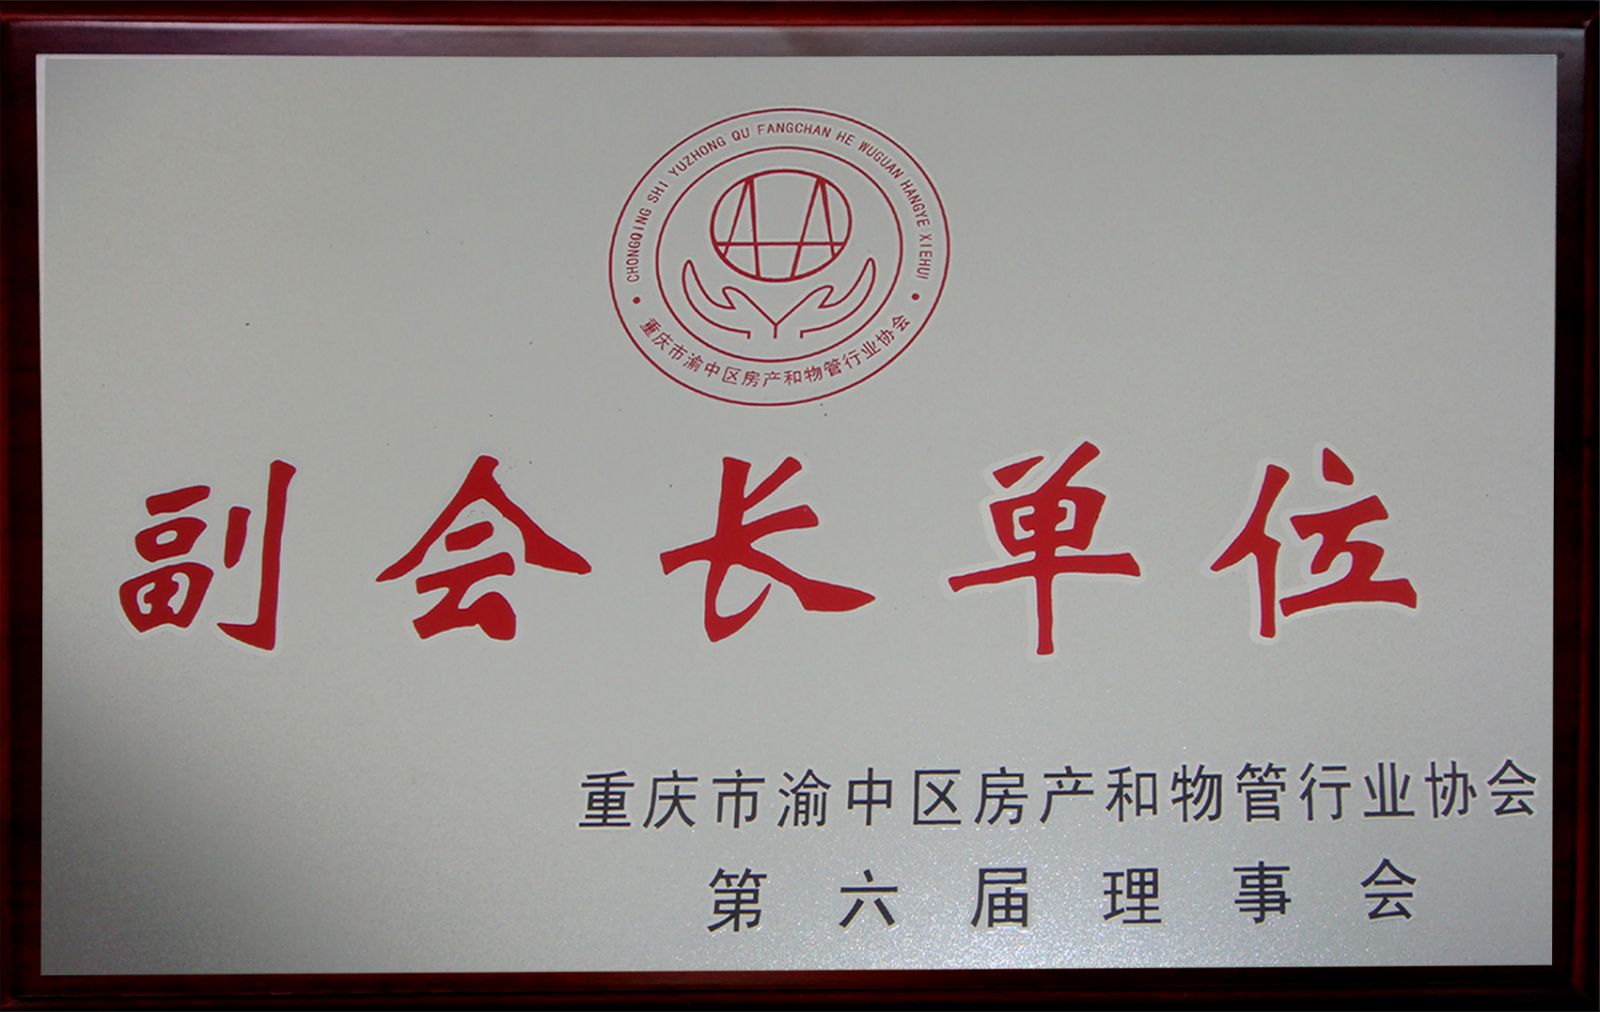 CHONGQING SHI YUZHONG QU FANGCHAN HE WUGUAN HANGYE XIEHUI
重庆市渝中区房产和物管行业协会
副会长单位
重庆市渝中区房产和物管行业协会
第六届理事会